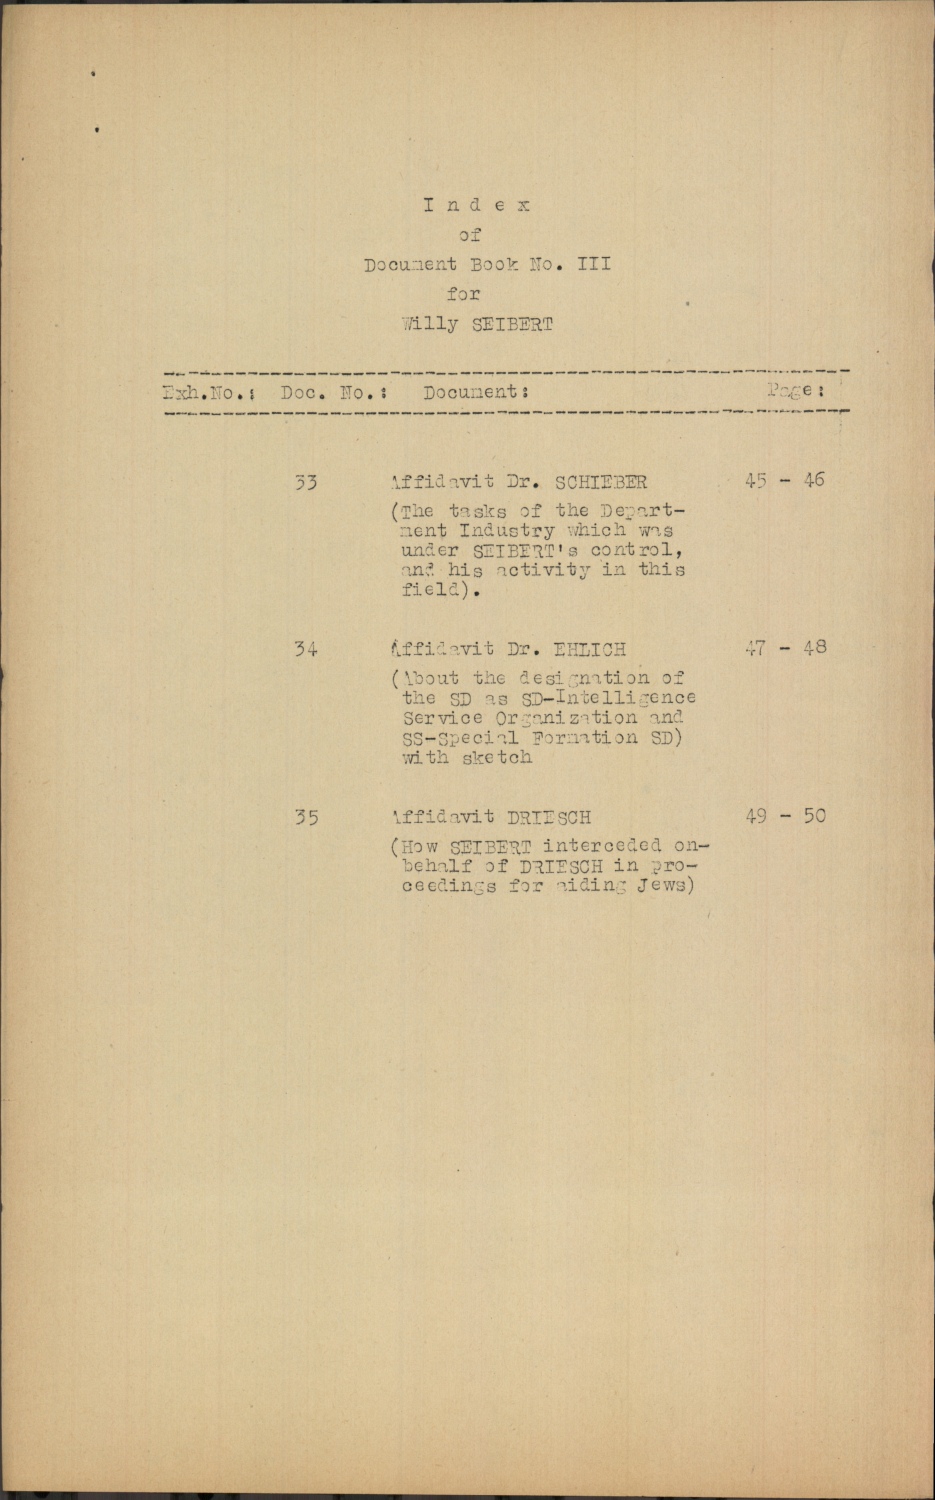 I n d e x
of
Document Book No. III
for
Willy SEIBERT
Exh.No.: Doc. No.: Document: Page:
33 Affidavit Dr. SCHIEBER 45 - 46
(The tasks of the Depart-
ment Industry which was
under SEIBERT's control,
and his activity in this
field).
34 Affidavit Dr. EHLICH 47 - 48
(About the designation of
the SD as SD-Intelligence
Service Organization and
SS-Special Formation SD)
with sketch
35 Affidavit DRIESCH 49 - 50
(How SEIBERT interceded on-
behalf of DRIESCH in pro-
ceedings for aiding Jews)